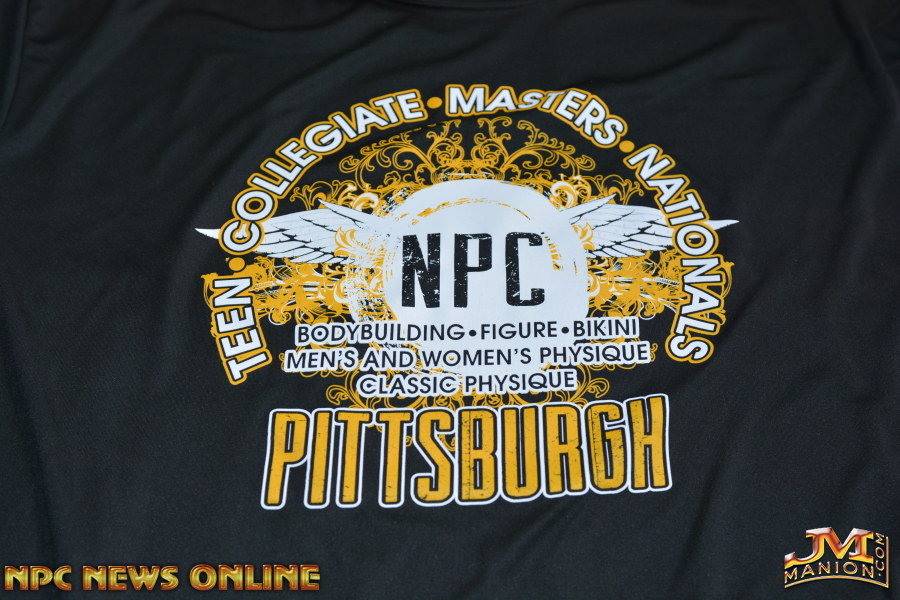 TEEN • COLLEGIATE • MASTERS • NATIONALS
NPC
BODYBUILDING • FIGURE • BIKINI
MEN'S AND WOMEN'S PHYSIQUE
CLASSIC PHYSIQUE
PITTSBURGH
NPC NEWS ONLINE
JM
MANION.COM